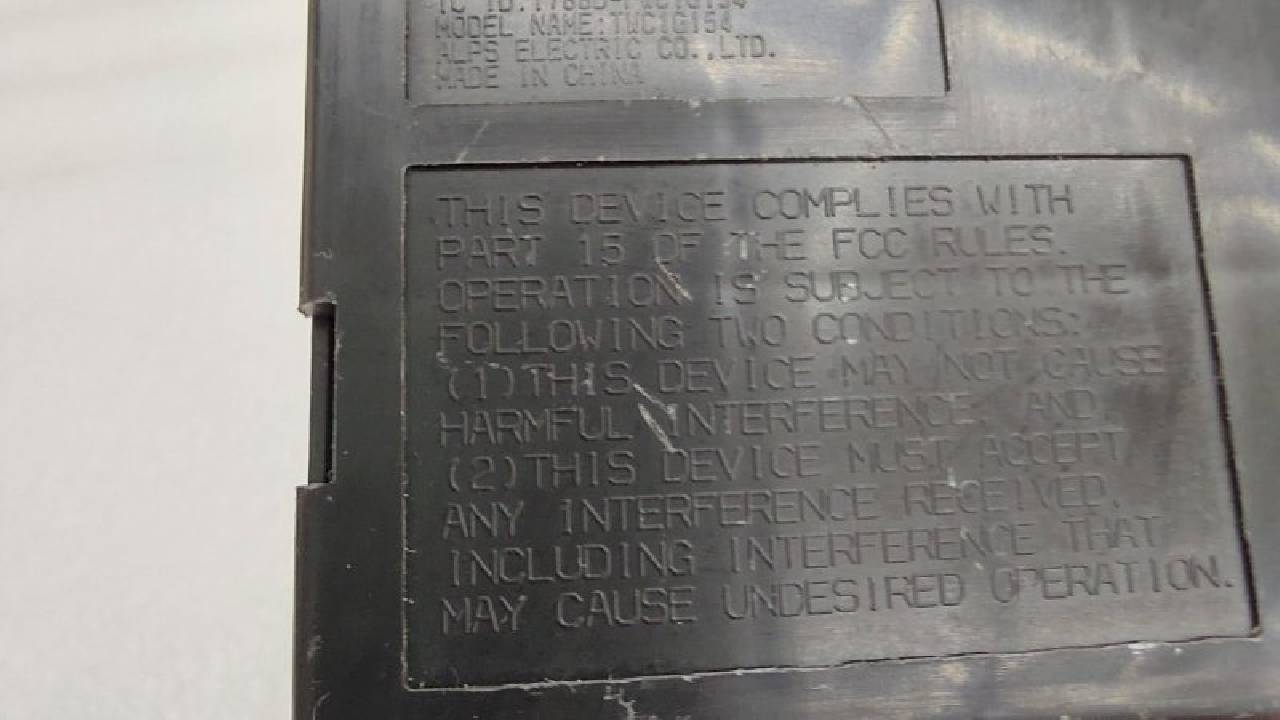 MODEL NAME:TWC1G154
ALPS ELECTRIC CO.,LTD.
MADE IN CHINA
THIS DEVICE COMPLIES WITH
PART 15 OF THE FCC RULES.
OPERATION IS SUBJECT TO THE
FOLLOWING TWO CONDITIONS:
(1)THIS DEVICE MAY NOT CAUSE
HARMFUL INTERFERENCE, AND,
(2)THIS DEVICE MUST ACCEPT
ANY INTERFERENCE RECEIVED,
INCLUDING INTERFERENCE THAT
MAY CAUSE UNDESIRED OPERATION.